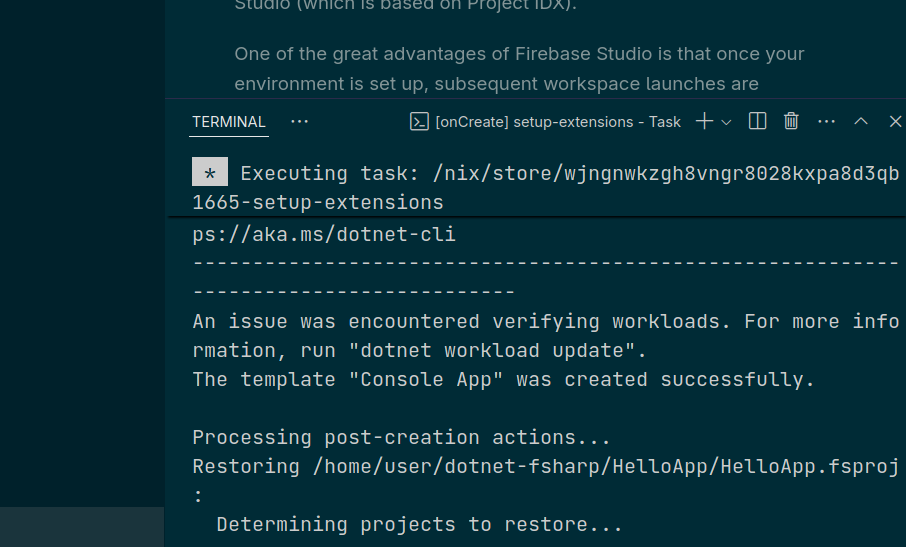 Studio (which is based on Project IDX).
One of the great advantages of Firebase Studio is that once your
environment is set up, subsequent workspace launches are
TERMINAL ··· [onCreate] setup-extensions - Task
* Executing task: /nix/store/wjngnwkzgh8vngr8028kxpa8d3qb
1665-setup-extensions
ps://aka.ms/dotnet-cli
-----------------------------------------------------------
---------------------------
An issue was encountered verifying workloads. For more info
rmation, run "dotnet workload update".
The template "Console App" was created successfully.
Processing post-creation actions...
Restoring /home/user/dotnet-fsharp/HelloApp/HelloApp.fsproj
:
Determining projects to restore...